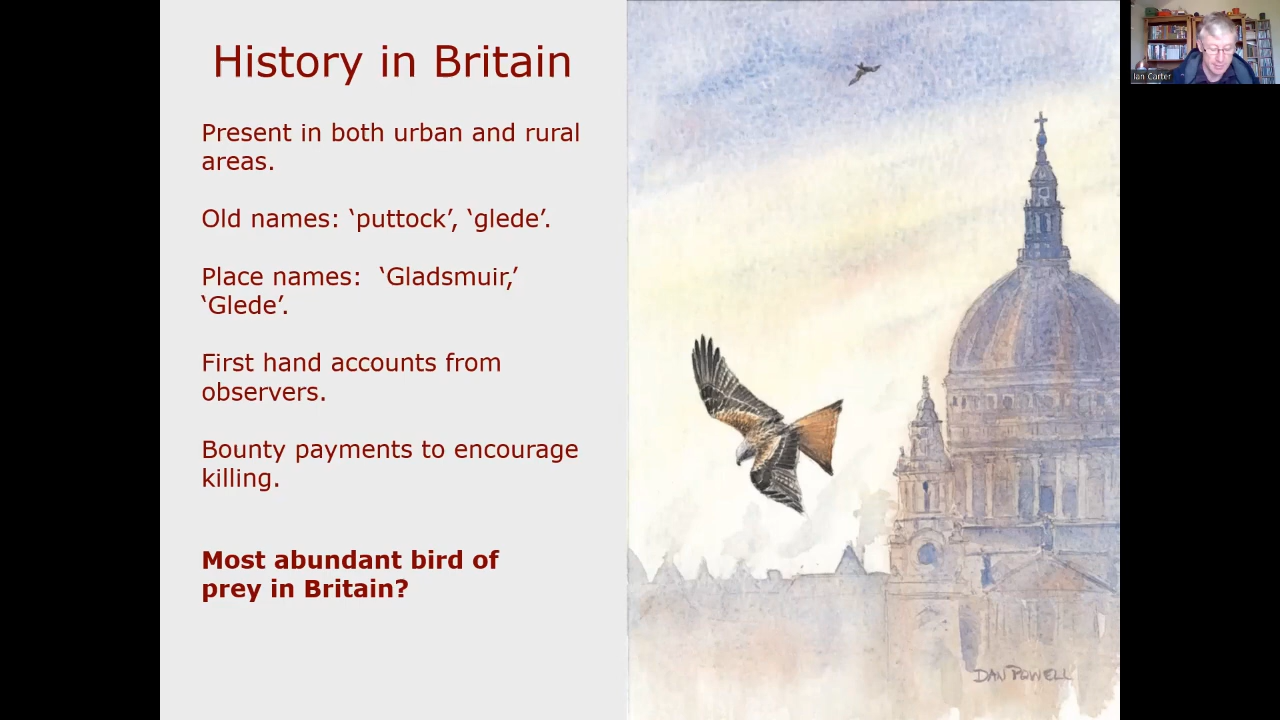 History in Britain
Present in both urban and rural
areas.
Old names: ‘puttock’, ‘glede’.
Place names:  ‘Gladsmuir,’
‘Glede’.
First hand accounts from
observers.
Bounty payments to encourage
killing.
Most abundant bird of
prey in Britain?
DAN POWELL
Ian Carter